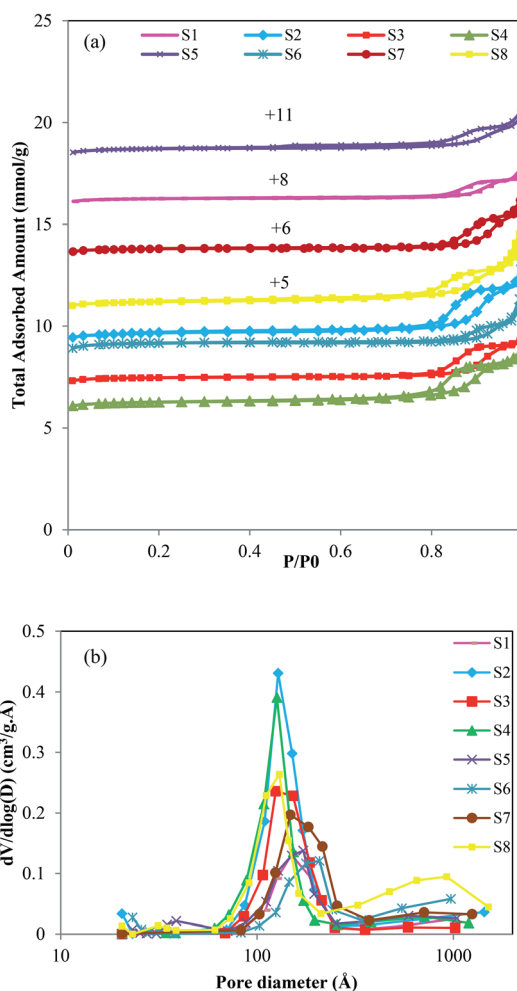 (a)
S1 S2 S3 S4
S5 S6 S7 S8
25
20
15
10
5
0
+11
+8
+6
+5
Total Adsorbed Amount (mmol/g)
0 0.2 0.4 0.6 0.8
P/P0
(b)
S1
S2
S3
S4
S5
S6
S7
S8
0.5
0.4
0.3
0.2
0.1
0
dV/dlog(D) (cm³/g.Å)
10 100 1000
Pore diameter (Å)